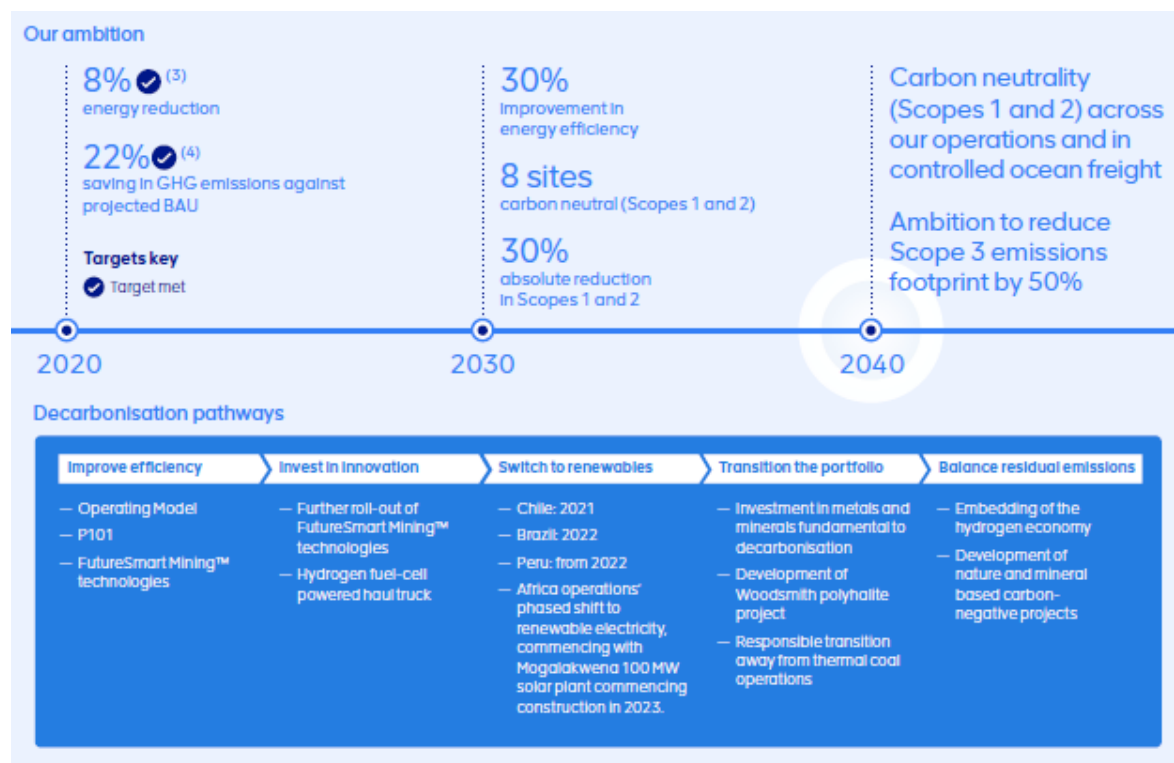 Our ambition
8% (3)
energy reduction
22% (4)
saving in GHG emissions against
projected BAU
Targets key
Target met
30%
improvement in
energy efficiency
8 sites
carbon neutral (Scopes 1 and 2)
30%
absolute reduction
in Scopes 1 and 2
Carbon neutrality
(Scopes 1 and 2) across
our operations and in
controlled ocean freight
Ambition to reduce
Scope 3 emissions
footprint by 50%
2020
2030
2040
Decarbonisation pathways
Improve efficiency
— Operating Model
— P101
— FutureSmart Mining™
technologies
Invest in innovation
— Further roll-out of
FutureSmart Mining™
technologies
— Hydrogen fuel-cell
powered haul truck
Switch to renewables
— Chile: 2021
— Brazil: 2022
— Peru: from 2022
— Africa operations'
phased shift to
renewable electricity,
commencing with
Mogalakwena 100 MW
solar plant commencing
construction in 2023.
Transition the portfolio
— Investment in metals and
minerals fundamental to
decarbonisation
— Development of
Woodsmith polyhalite
project
— Responsible transition
away from thermal coal
operations
Balance residual emissions
— Embedding of the
hydrogen economy
— Development of
nature and mineral
based carbon-
negative projects